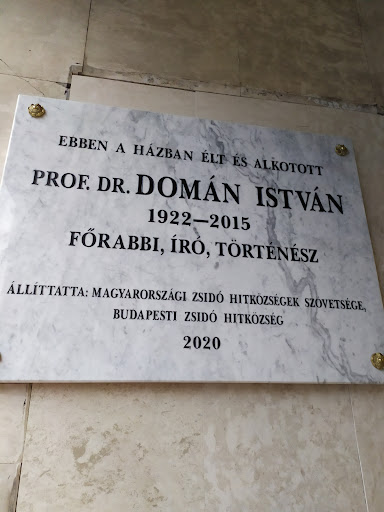 EBBEN A HÁZBAN ÉLT ÉS ALKOTOTT
PROF. DR. DOMÁN ISTVÁN
1922—2015
FŐRABBI, ÍRÓ, TÖRTÉNÉSZ
ÁLLÍTTATTA: MAGYARORSZÁGI ZSIDÓ HITKÖZSÉGEK SZÖVETSÉGE,
BUDAPESTI ZSIDÓ HITKÖZSÉG
2020